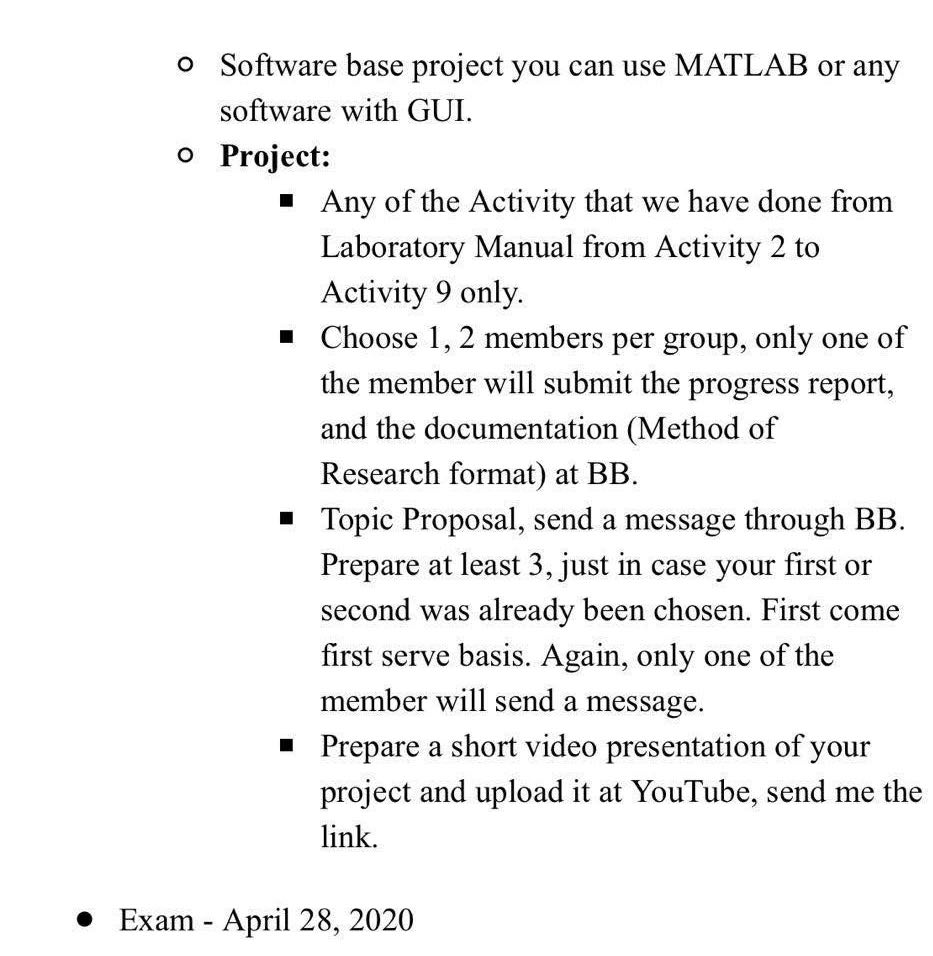 Software base project you can use MATLAB or any
software with GUI.
Project:
Any of the Activity that we have done from
Laboratory Manual from Activity 2 to
Activity 9 only.
Choose 1, 2 members per group, only one of
the member will submit the progress report,
and the documentation (Method of
Research format) at BB.
Topic Proposal, send a message through BB.
Prepare at least 3, just in case your first or
second was already been chosen. First come
first serve basis. Again, only one of the
member will send a message.
Prepare a short video presentation of your
project and upload it at YouTube, send me the
link.
Exam - April 28, 2020